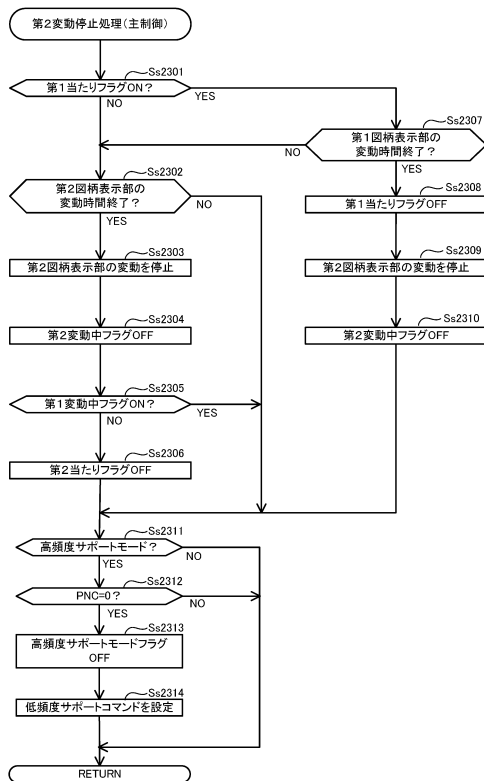 第2変動停止処理(主制御)
Ss2301
第1当たりフラグON?
YES
NO
Ss2307
第1図柄表示部の
変動時間終了?
NO
YES
Ss2302
第2図柄表示部の
変動時間終了?
NO
YES
Ss2308
第1当たりフラグOFF
Ss2303
第2図柄表示部の変動を停止
Ss2309
第2図柄表示部の変動を停止
Ss2304
第2変動中フラグOFF
Ss2310
第2変動中フラグOFF
Ss2305
第1変動中フラグON?
YES
NO
Ss2306
第2当たりフラグOFF
Ss2311
高頻度サポートモード?
NO
YES
Ss2312
PNC=0?
NO
YES
Ss2313
高頻度サポートモードフラグ
OFF
Ss2314
低頻度サポートコマンドを設定
RETURN